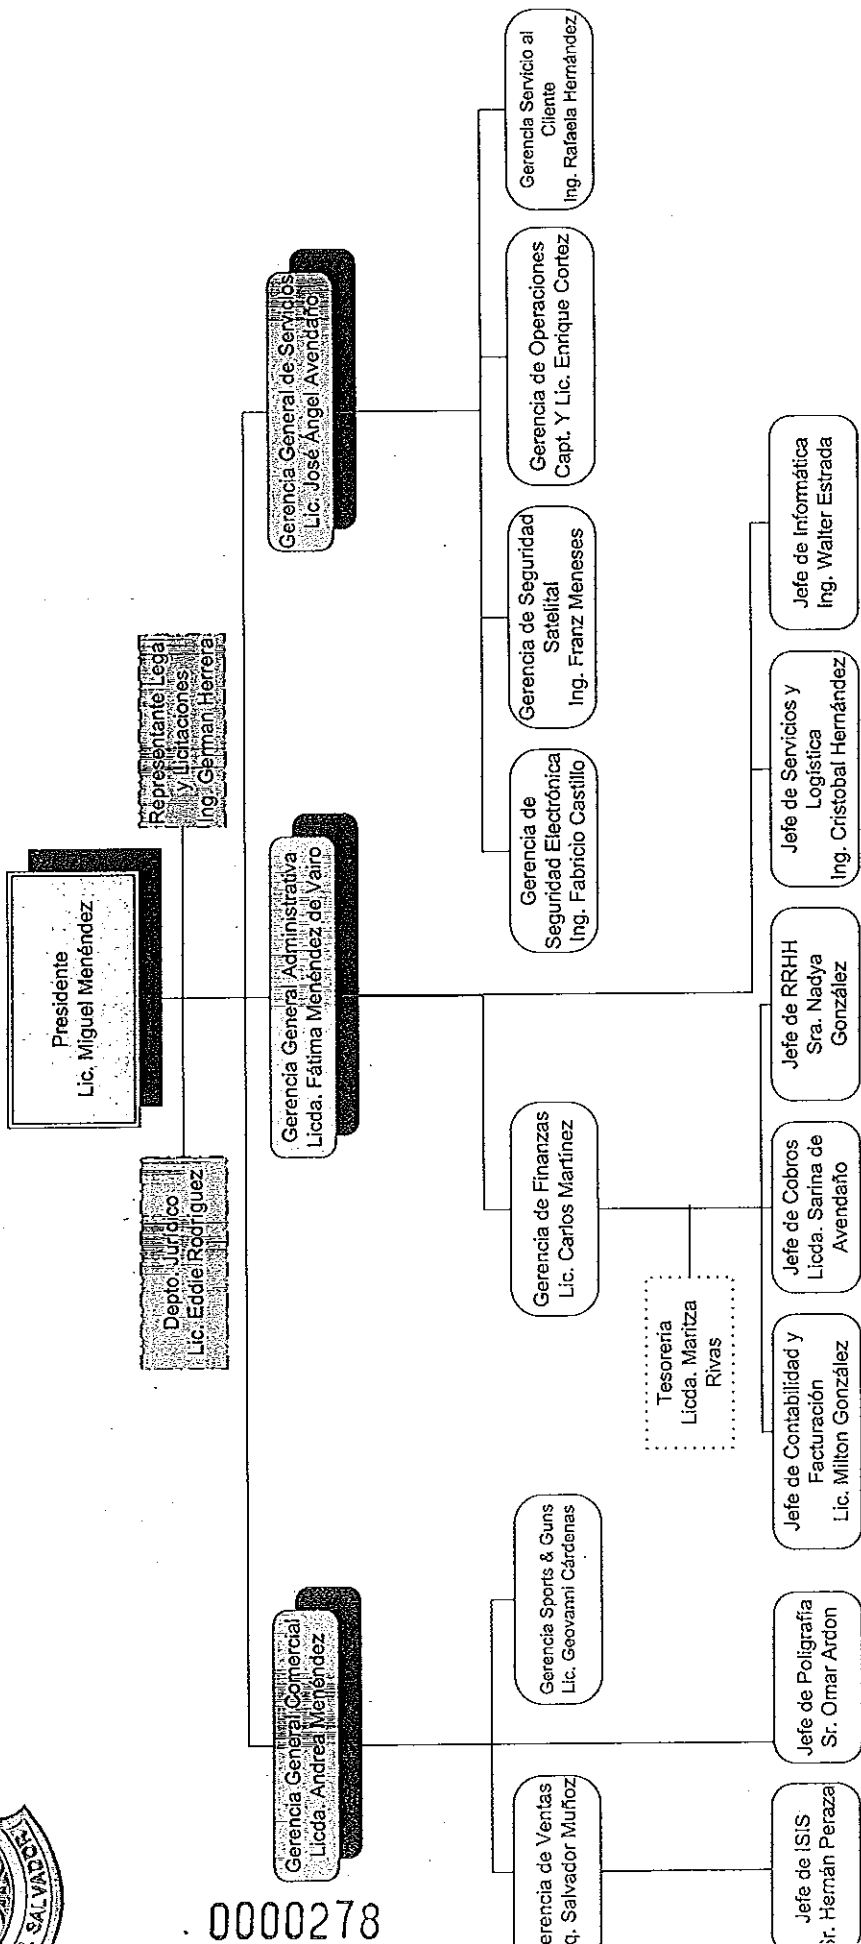 Presidente
Lic. Miguel Menéndez
Depto. Jurídico
Lic. Eddie Rodríguez
Representante Legal
y Licitaciones
Ing. German Herrera
Gerencia General Comercial
Licda. Andrea Menéndez
Gerencia General Administrativa
Licda. Fátima Menéndez de Vairo
Gerencia General de Servicios
Lic. José Ángel Avendaño
erencia de Ventas
q. Salvador Muñoz
Gerencia Sports & Guns
Lic. Geovanni Cárdenas
Gerencia de Finanzas
Lic. Carlos Martínez
Gerencia de
Seguridad Electrónica
Ing. Fabricio Castillo
Gerencia de Seguridad
Satelital
Ing. Franz Meneses
Gerencia de Operaciones
Capt. Y Lic. Enrique Cortez
Gerencia Servicio al
Cliente
Ing. Rafaela Hernández
Tesorería
Licda. Maritza
Rivas
Jefe de ISIS
Sr. Hernán Peraza
Jefe de Poligrafía
Sr. Omar Ardon
Jefe de Contabilidad y
Facturación
Lic. Milton González
Jefe de Cobros
Licda. Sarina de
Avendaño
Jefe de RRHH
Sra. Nadya
González
Jefe de Servicios y
Logística
Ing. Cristobal Hernández
Jefe de Informática
Ing. Walter Estrada
SALVADOR
0000278